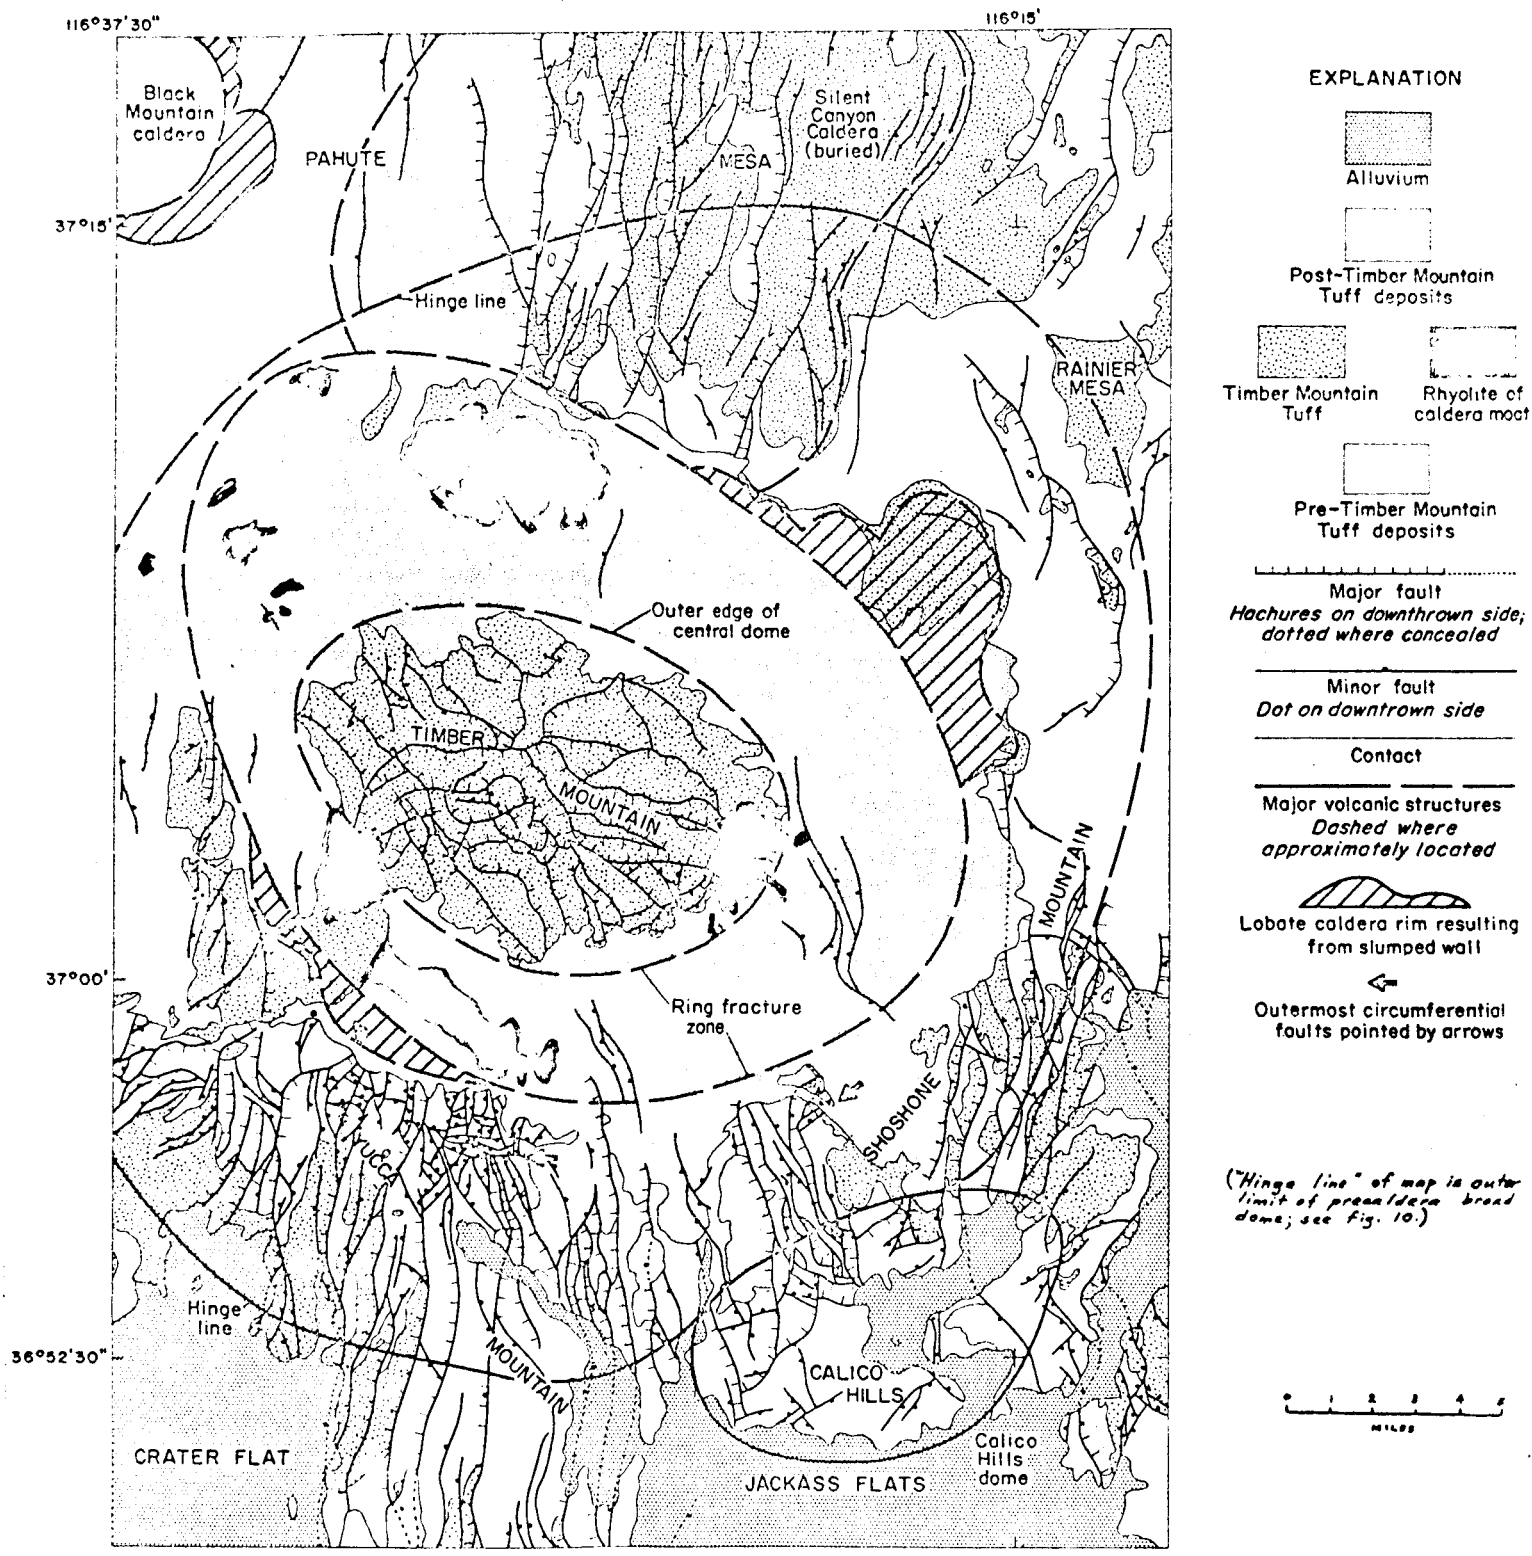 116°37'30"
116°15'
Black
Mountain
caldera
PAHUTE
MESA
Silent
Canyon
Caldera
(buried)
37°15'
Hinge line
RAINIER
MESA
Outer edge of
central dome
TIMBER
MOUNTAIN
MOUNTAIN
37°00'
Ring fracture
zone
SHOSHONE
YUCCA
Hinge
line
36°52'30"
MOUNTAIN
CALICO
HILLS
CRATER FLAT
Calico
Hills
dome
JACKASS FLATS
EXPLANATION
Alluvium
Post-Timber Mountain
Tuff deposits
Timber Mountain
Tuff
Rhyolite of
caldera moat
Pre-Timber Mountain
Tuff deposits
Major fault
Hachures on downthrown side;
dotted where concealed
Minor fault
Dot on downtrown side
Contact
Major volcanic structures
Dashed where
approximately located
Lobate caldera rim resulting
from slumped wall
Outermost circumferential
faults pointed by arrows
("Hinge line" of map is outer
limit of precaldera broad
dome; see fig. 10.)
0 1 2 3 4 5
MILES